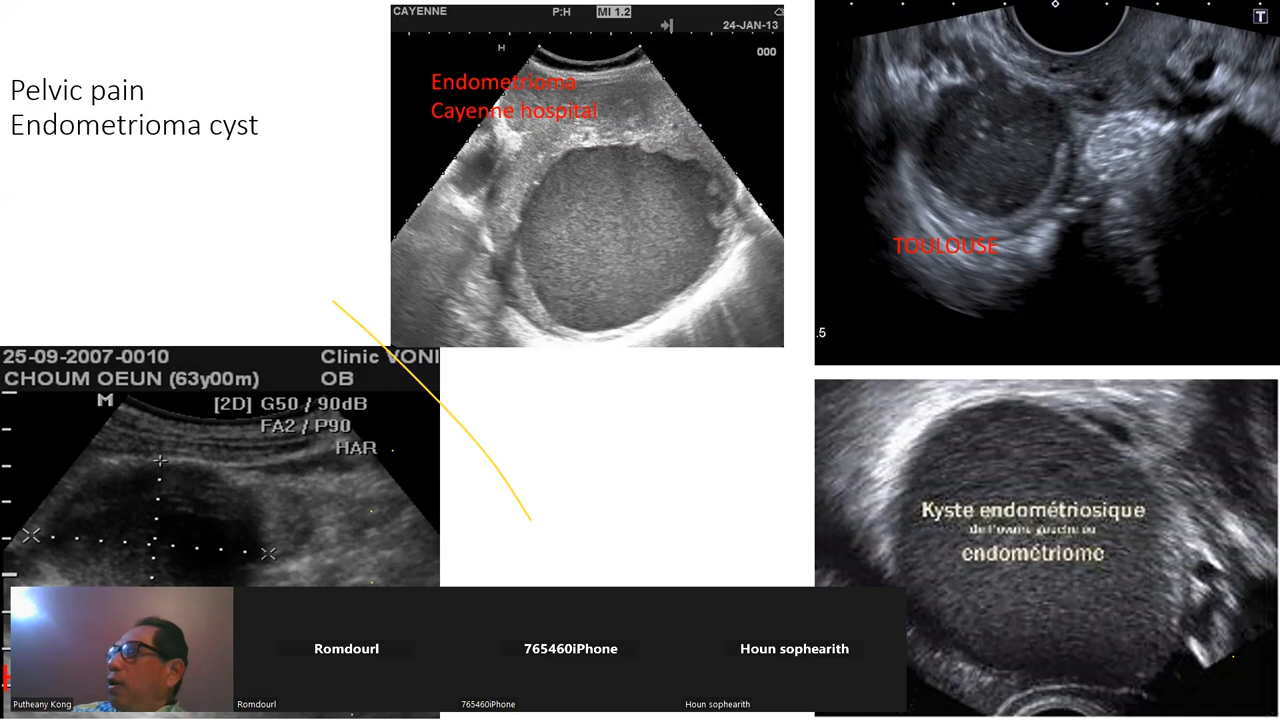 Pelvic pain
Endometrioma cyst
CAYENNE
P:H
MI 1.2
24-JAN-13
H
000
Endometrioma
Cayenne hospital
T
TOULOUSE
.5
25-09-2007-0010
Clinic VONI
CHOUM OEUN (63y00m)
OB
M
[2D] G50 / 90dB
FA2 / P90
HAR
Kyste endométriosique
de l'ovaire gauche ou
endométriome
Romdourl
765460iPhone
Houn sophearith
Putheany Kong
Romdourl
765460iPhone
Houn sophearith